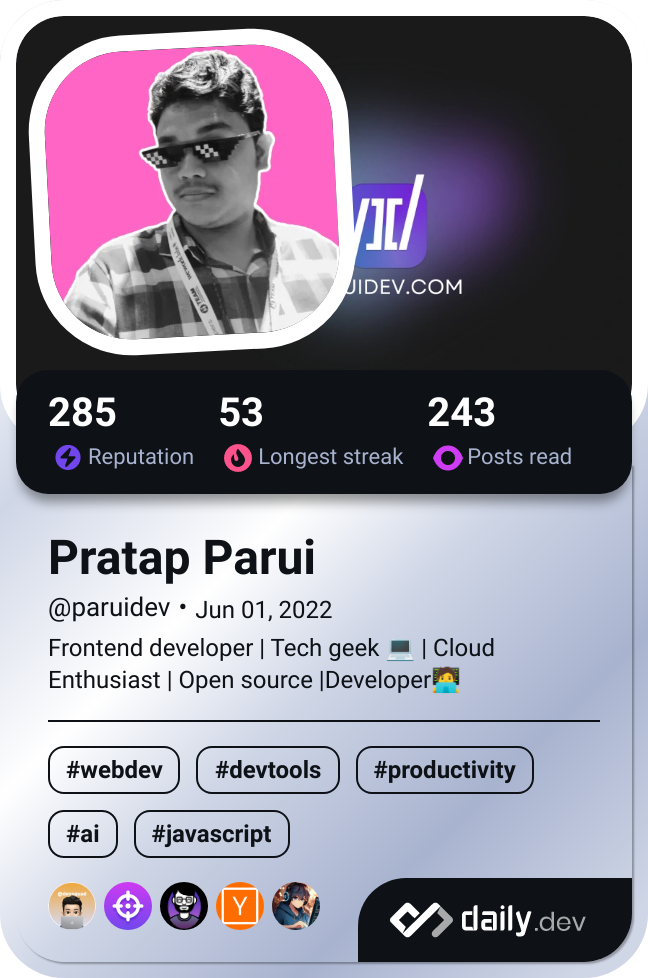 UIDEV.COM
285 53 243
Reputation Longest streak Posts read
Pratap Parui
@paruidev • Jun 01, 2022
Frontend developer | Tech geek 💻 | Cloud
Enthusiast | Open source |Developer🧑‍💻
#webdev #devtools #productivity
#ai #javascript
Y
daily.dev